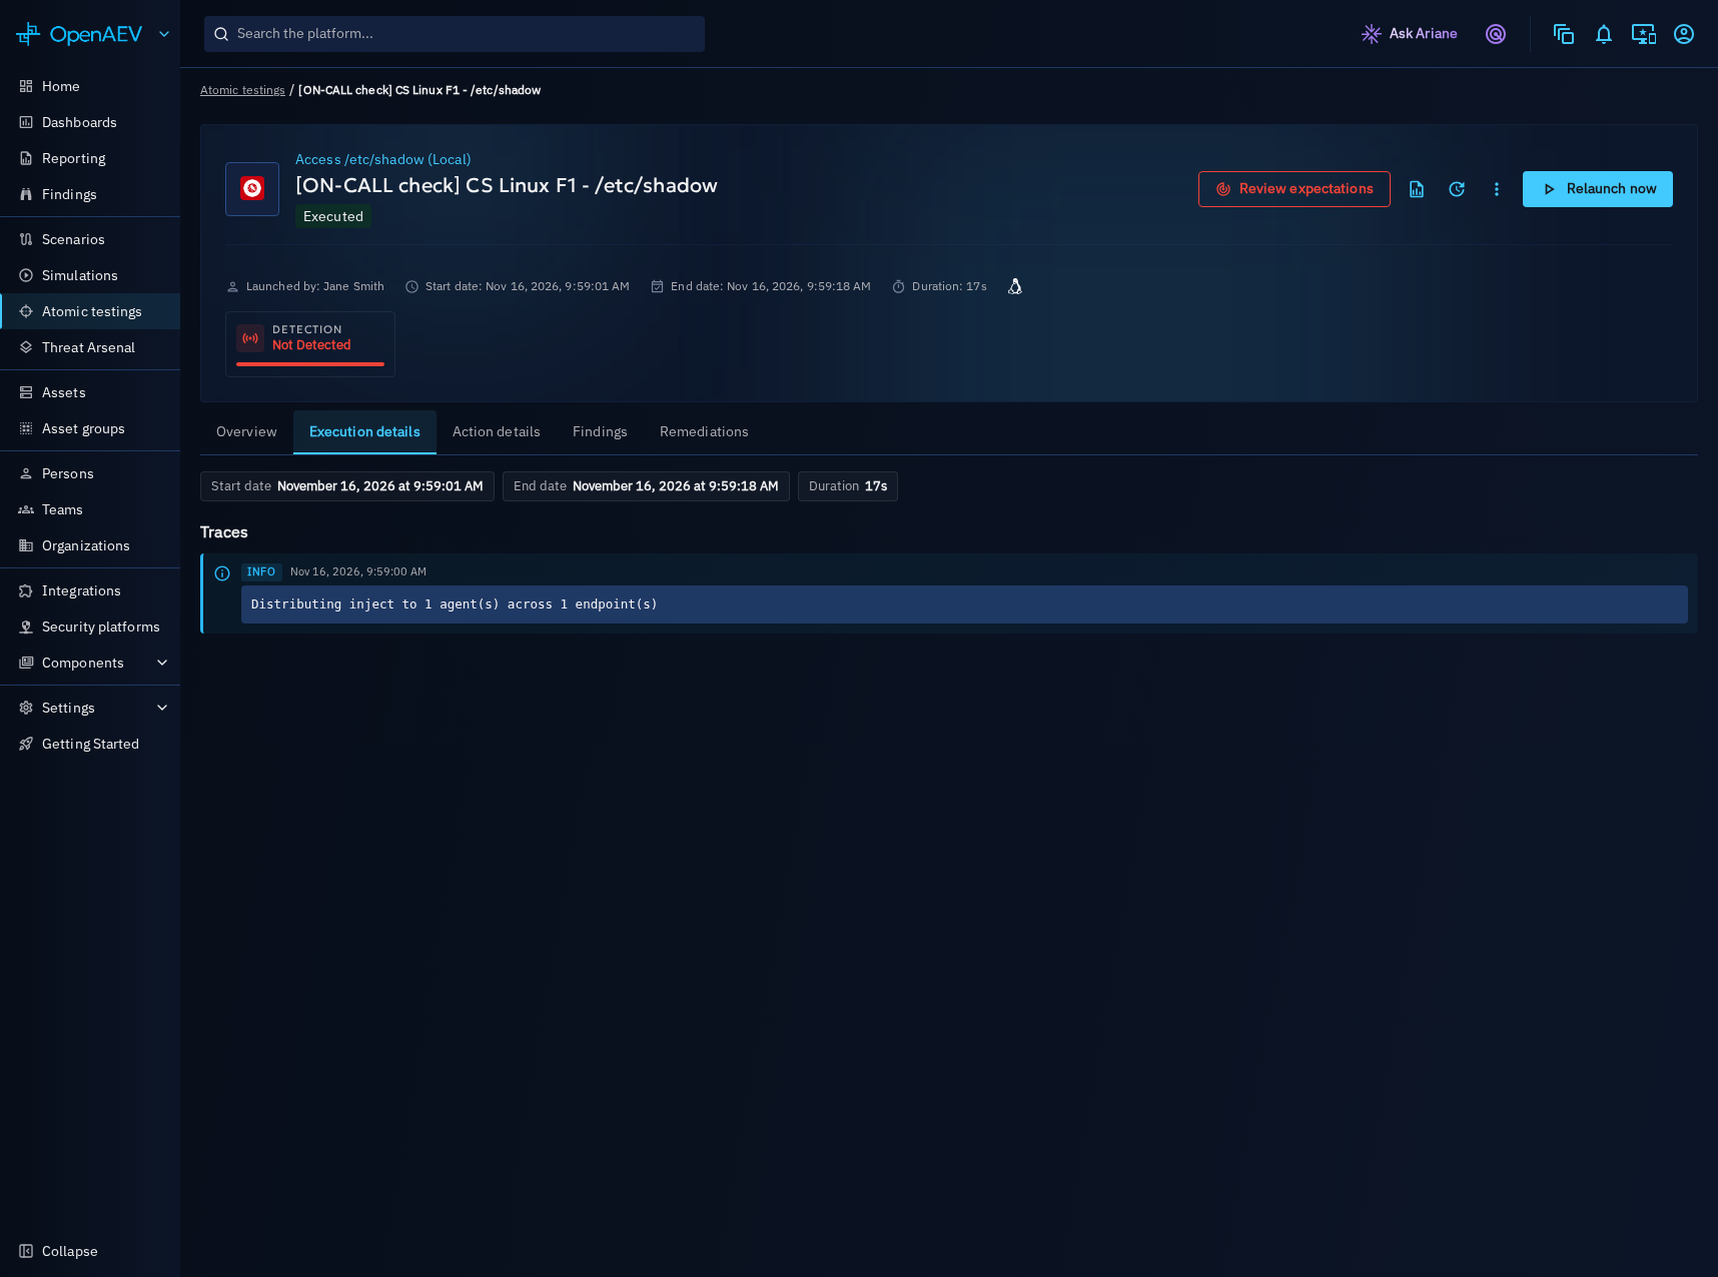 OpenAEV
Search the platform...
Ask Ariane
Home
Dashboards
Reporting
Findings
Scenarios
Simulations
Atomic testings
Threat Arsenal
Assets
Asset groups
Persons
Teams
Organizations
Integrations
Security platforms
Components
Settings
Getting Started
Collapse
Atomic testings / [ON-CALL check] CS Linux F1 - /etc/shadow
Access /etc/shadow (Local)
[ON-CALL check] CS Linux F1 - /etc/shadow
Executed
Review expectations
Relaunch now
Launched by: Jane Smith Start date: Nov 16, 2026, 9:59:01 AM End date: Nov 16, 2026, 9:59:18 AM Duration: 17s
DETECTION
Not Detected
Overview Execution details Action details Findings Remediations
Start date November 16, 2026 at 9:59:01 AM End date November 16, 2026 at 9:59:18 AM Duration 17s
Traces
INFO Nov 16, 2026, 9:59:00 AM
Distributing inject to 1 agent(s) across 1 endpoint(s)